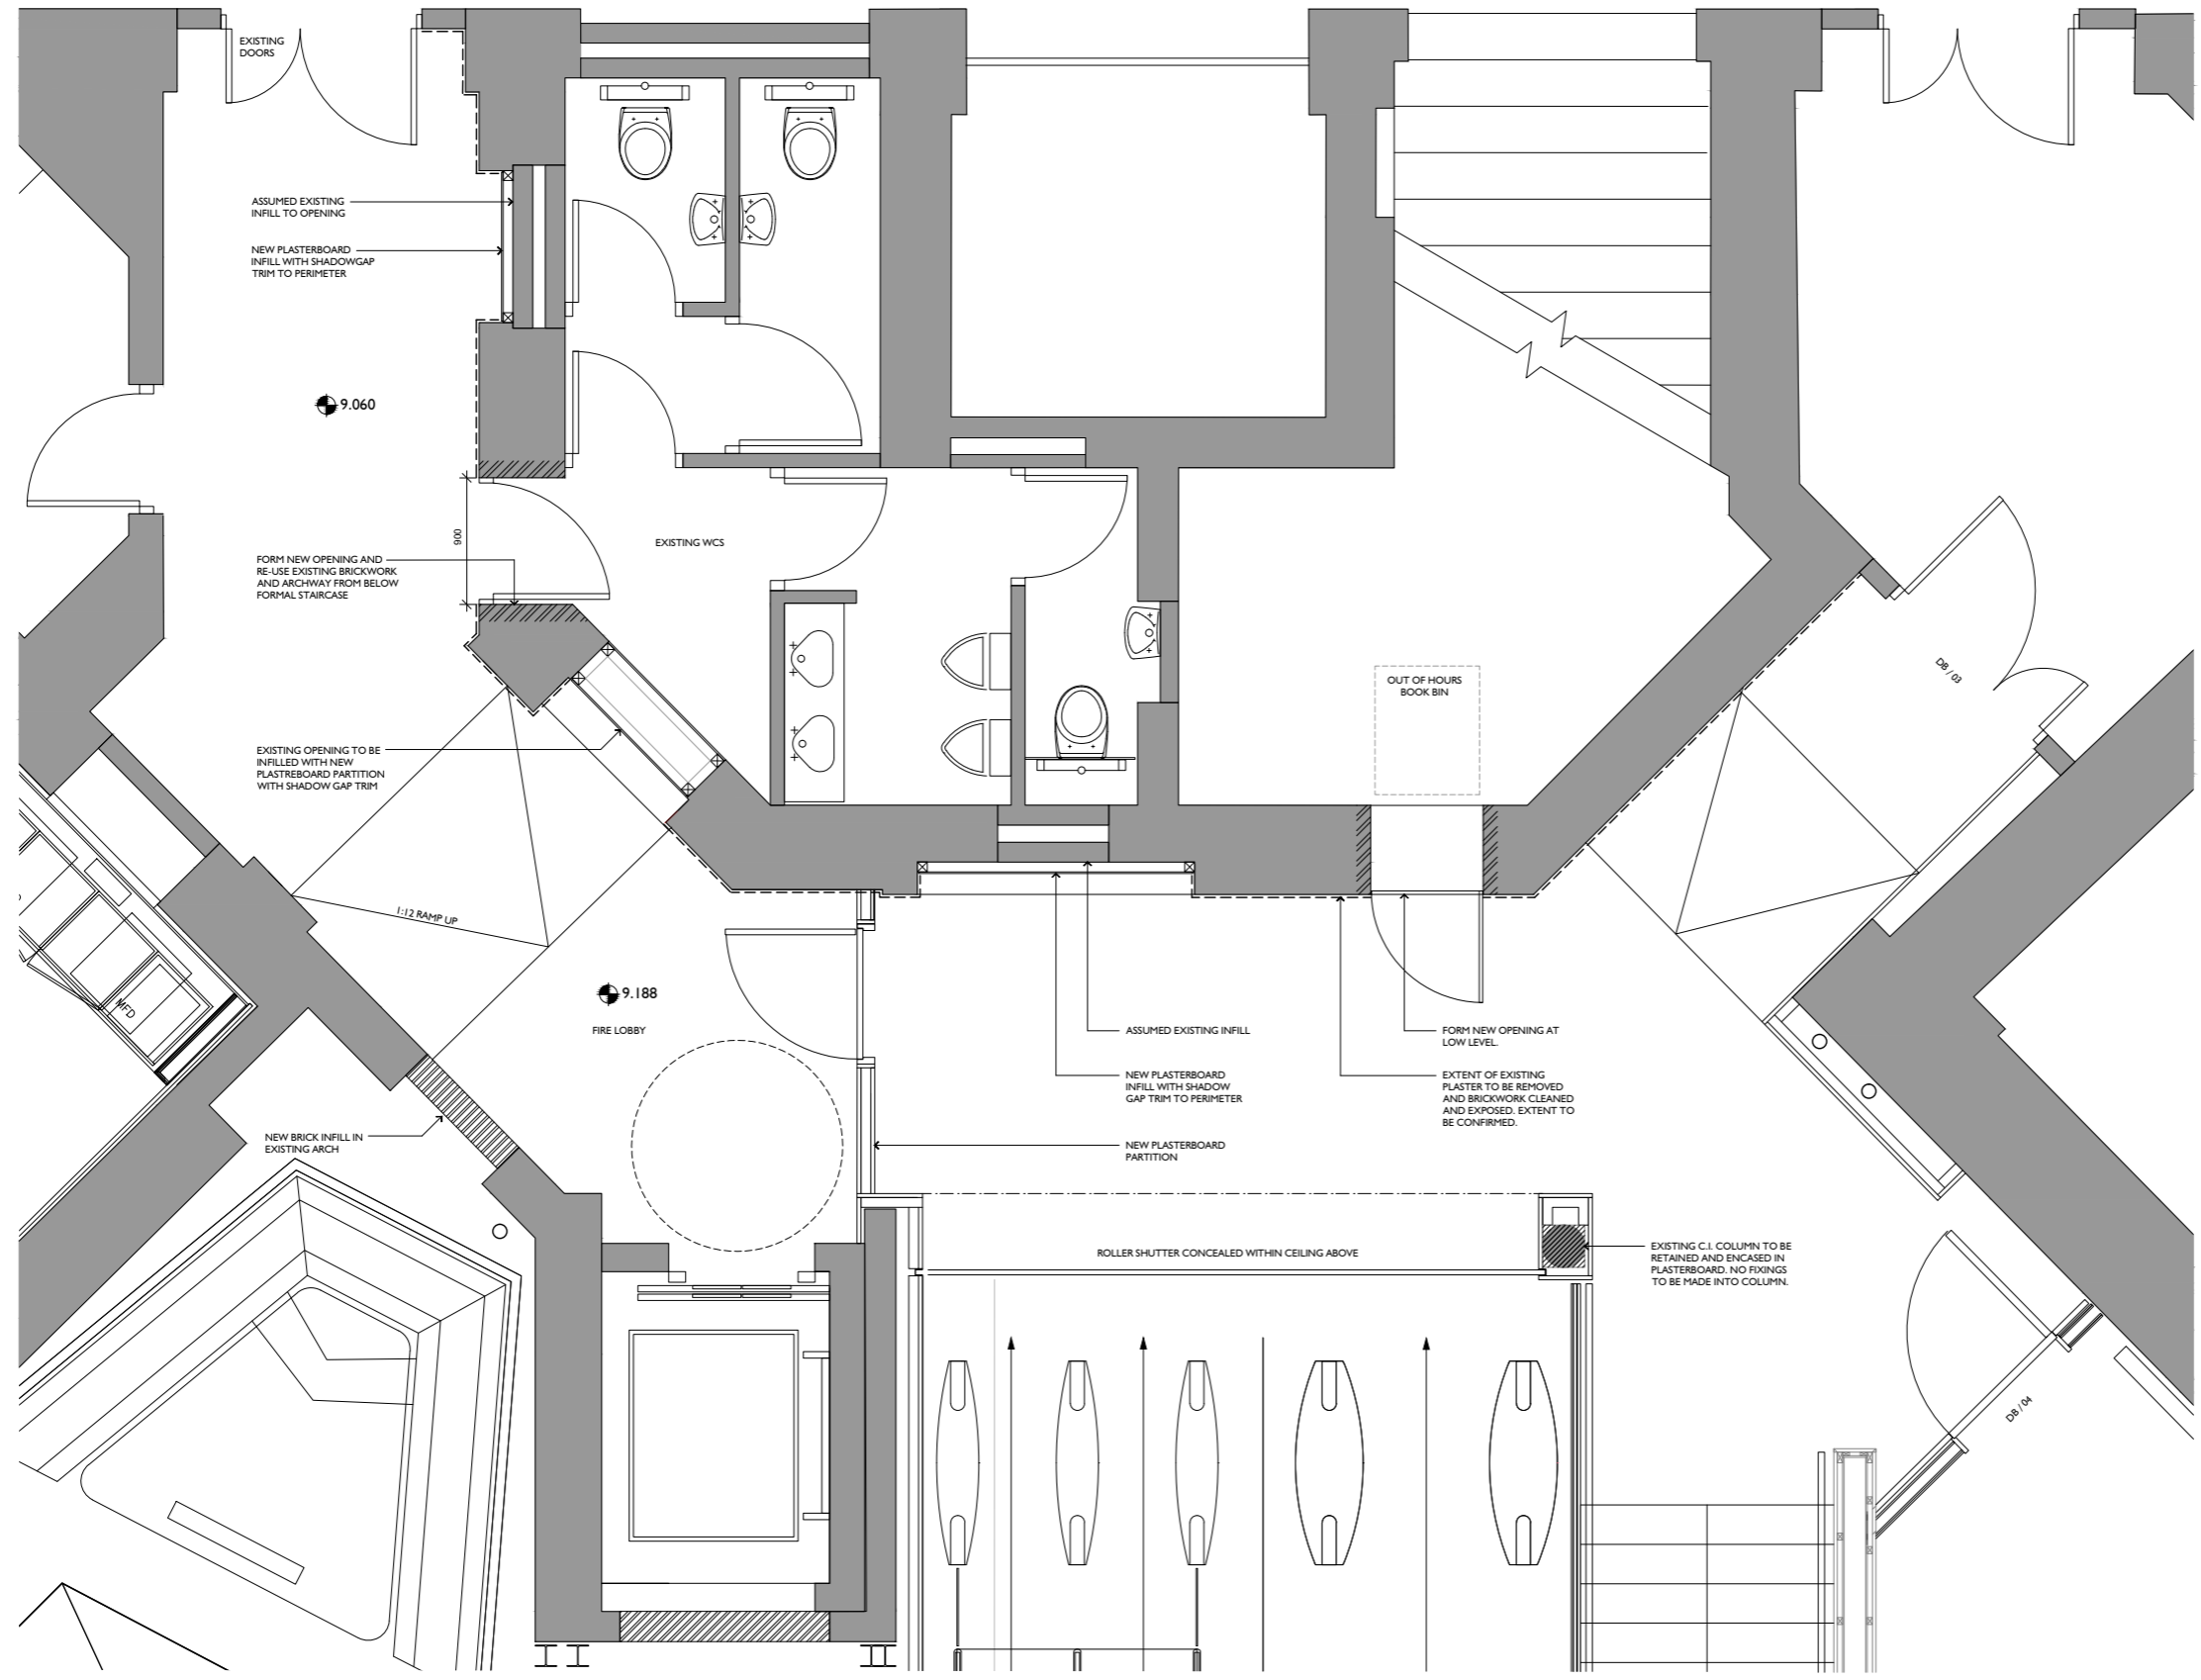 EXISTING
DOORS
ASSUMED EXISTING
INFILL TO OPENING
NEW PLASTERBOARD
INFILL WITH SHADOWGAP
TRIM TO PERIMETER
9.060
900
EXISTING WCS
FORM NEW OPENING AND
RE-USE EXISTING BRICKWORK
AND ARCHWAY FROM BELOW
FORMAL STAIRCASE
OUT OF HOURS
BOOK BIN
DB / 03
EXISTING OPENING TO BE
INFILLED WITH NEW
PLASTREBOARD PARTITION
WITH SHADOW GAP TRIM
1:12 RAMP UP
MFD
9.188
FIRE LOBBY
ASSUMED EXISTING INFILL
FORM NEW OPENING AT
LOW LEVEL.
NEW PLASTERBOARD
INFILL WITH SHADOW
GAP TRIM TO PERIMETER
EXTENT OF EXISTING
PLASTER TO BE REMOVED
AND BRICKWORK CLEANED
AND EXPOSED. EXTENT TO
BE CONFIRMED.
NEW BRICK INFILL IN
EXISTING ARCH
NEW PLASTERBOARD
PARTITION
ROLLER SHUTTER CONCEALED WITHIN CEILING ABOVE
EXISTING C.I. COLUMN TO BE
RETAINED AND ENCASED IN
PLASTERBOARD. NO FIXINGS
TO BE MADE INTO COLUMN.
DB / 04